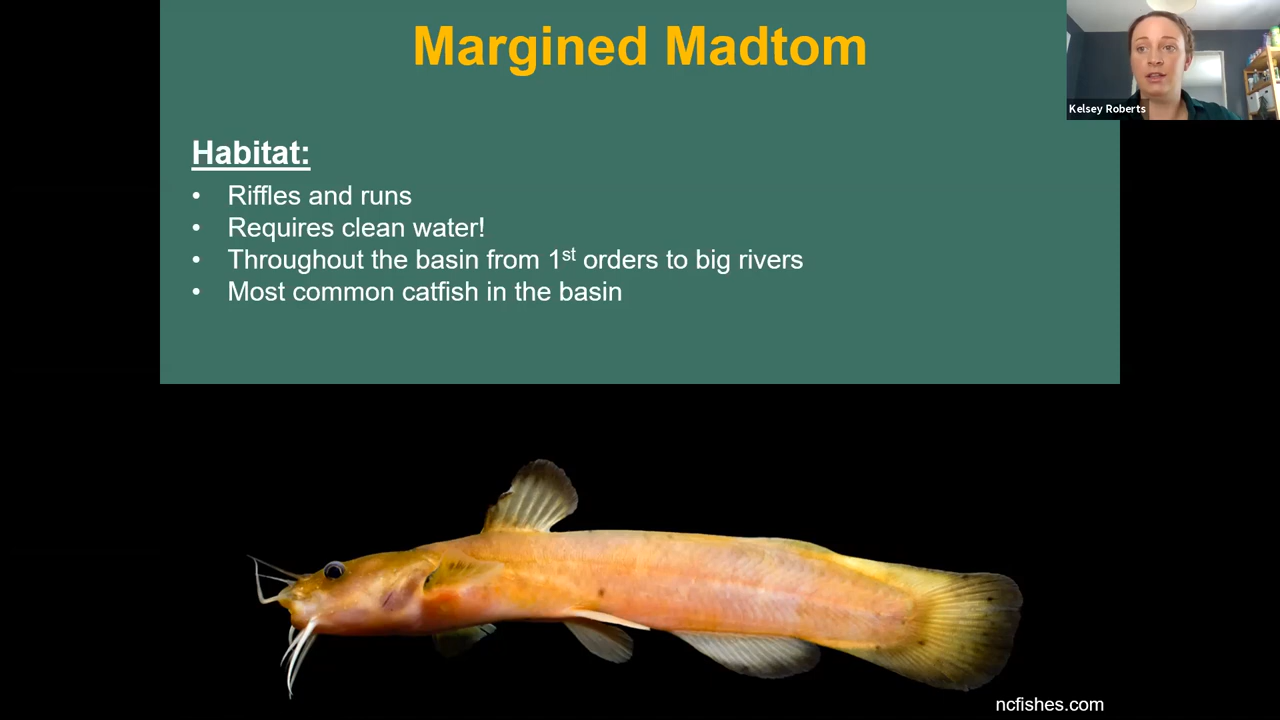 Margined Madtom
Kelsey Roberts
Habitat:
• Riffles and runs
• Requires clean water!
• Throughout the basin from 1st orders to big rivers
• Most common catfish in the basin
ncfishes.com